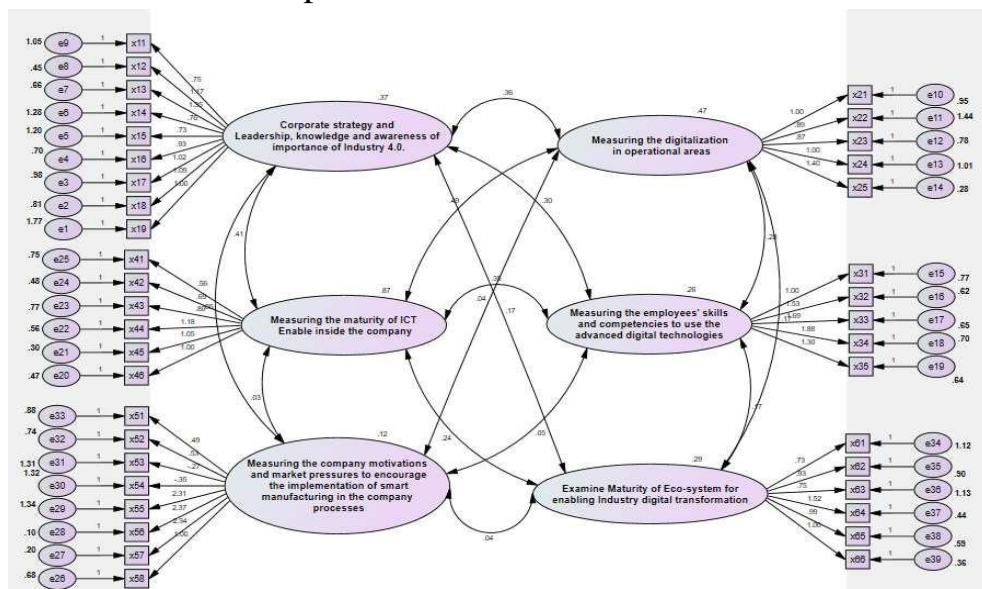 1.05 e9 1 x11
.45 e8 1 x12
.66 e7 1 x13
1.28 e6 1 x14
1.20 e5 1 x15
.70 e4 1 x16
.98 e3 1 x17
.81 e2 1 x18
1.77 e1 1 x19
.75
1.17
.73
.93
1.02
1.09
1.00
.37
Corporate strategy and
Leadership, knowledge and awareness of
importance of Industry 4.0.
.36
.47
Measuring the digitalization
in operational areas
1.00
.89
.87
1.00
1.40
x21 1 e10 .95
x22 1 e11 1.44
x23 1 e12 .78
x24 1 e13 1.01
x25 1 e14 .28
.41
.49
.30
.75 e25 1 x41
.48 e24 1 x42
.77 e23 1 x43
.56 e22 1 x44
.30 e21 1 x45
.47 e20 1 x46
1.18
1.05
1.00
.87
Measuring the maturity of ICT
Enable inside the company
.04
.17
.26
Measuring the employees' skills
and competencies to use the
advanced digital technologies
1.00
1.53
1.88
1.30
x31 1 e15 .77
x32 1 e16 .62
x33 1 e17 .65
x34 1 e18 .70
x35 1 e19 .64
.03
.24
.05
.88 e33 1 x51
.74 e32 1 x52
1.31 e31 1 x53
1.32 e30 1 x54
1.34 e29 1 x55
.10 e28 1 x56
.20 e27 1 x57
.68 e26 1 x58
.49
.53
-.27
-.35
2.31
2.37
2.34
1.00
.12
Measuring the company motivations
and market pressures to encourage
the implementation of smart
manufacturing in the company
processes
.04
.29
Examine Maturity of Eco-system for
enabling Industry digital transformation
.73
.93
.75
1.52
.99
1.00
x61 1 e34 1.12
x62 1 e35 .90
x63 1 e36 1.13
x64 1 e37 .44
x65 1 e38 .59
x66 1 e39 .36